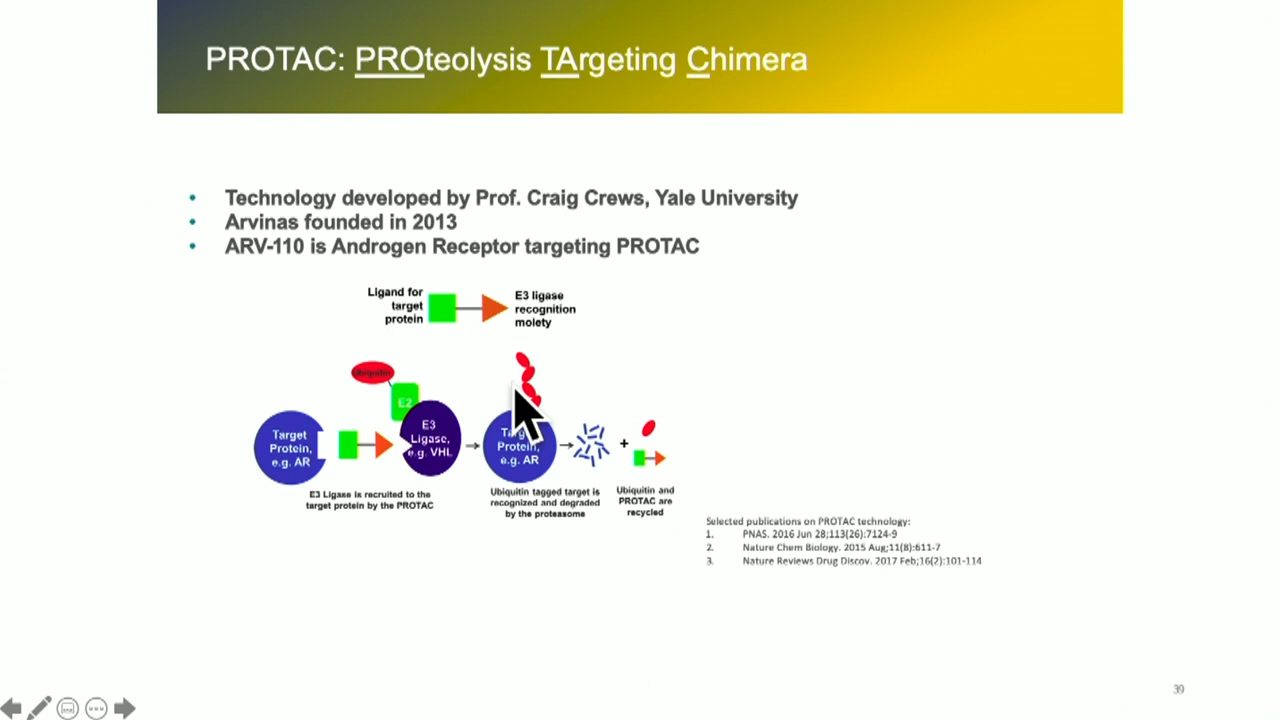 PROTAC: PROteolysis TArgeting Chimera
• Technology developed by Prof. Craig Crews, Yale University
• Arvinas founded in 2013
• ARV-110 is Androgen Receptor targeting PROTAC
Ligand for
target
protein
E3 ligase
recognition
moiety
Ubiquitin
E2
Target
Protein,
e.g. AR
E3
Ligase,
e.g. VHL
Protein,
e.g. AR
+
E3 Ligase is recruited to the
target protein by the PROTAC
Ubiquitin tagged target is
recognized and degraded
by the proteasome
Ubiquitin and
PROTAC are
recycled
Selected publications on PROTAC technology:
1. PNAS. 2016 Jun 28;113(26):7124-9
2. Nature Chem Biology. 2015 Aug;11(8):611-7
3. Nature Reviews Drug Discov. 2017 Feb;16(2):101-114
39